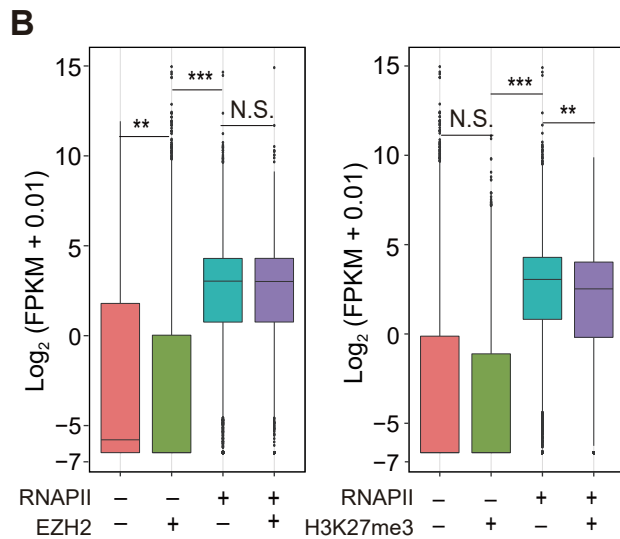 B
Log₂ (FPKM + 0.01)
15
10
5
0
−5
−7
**
***
N.S.
RNAPII − − + +
EZH2 − + − +
Log₂ (FPKM + 0.01)
15
10
5
0
−5
−7
N.S.
***
**
RNAPII − − + +
H3K27me3 − + − +